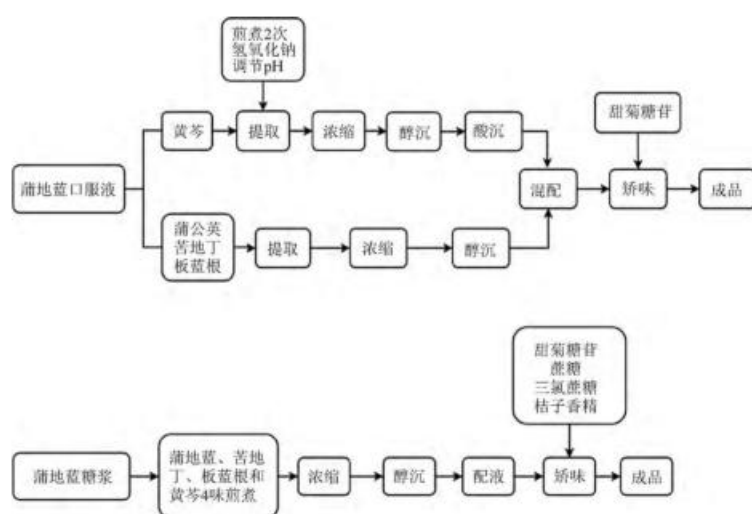 煎煮2次
氢氧化钠
调节pH
黄芩
提取
浓缩
醇沉
酸沉
甜菊糖苷
蒲地蓝口服液
混配
矫味
成品
蒲公英
苦地丁
板蓝根
提取
浓缩
醇沉
甜菊糖苷
蔗糖
三氯蔗糖
桔子香精
蒲地蓝糖浆
蒲地蓝、苦地
丁、板蓝根和
黄芩4味煎煮
浓缩
醇沉
配液
矫味
成品